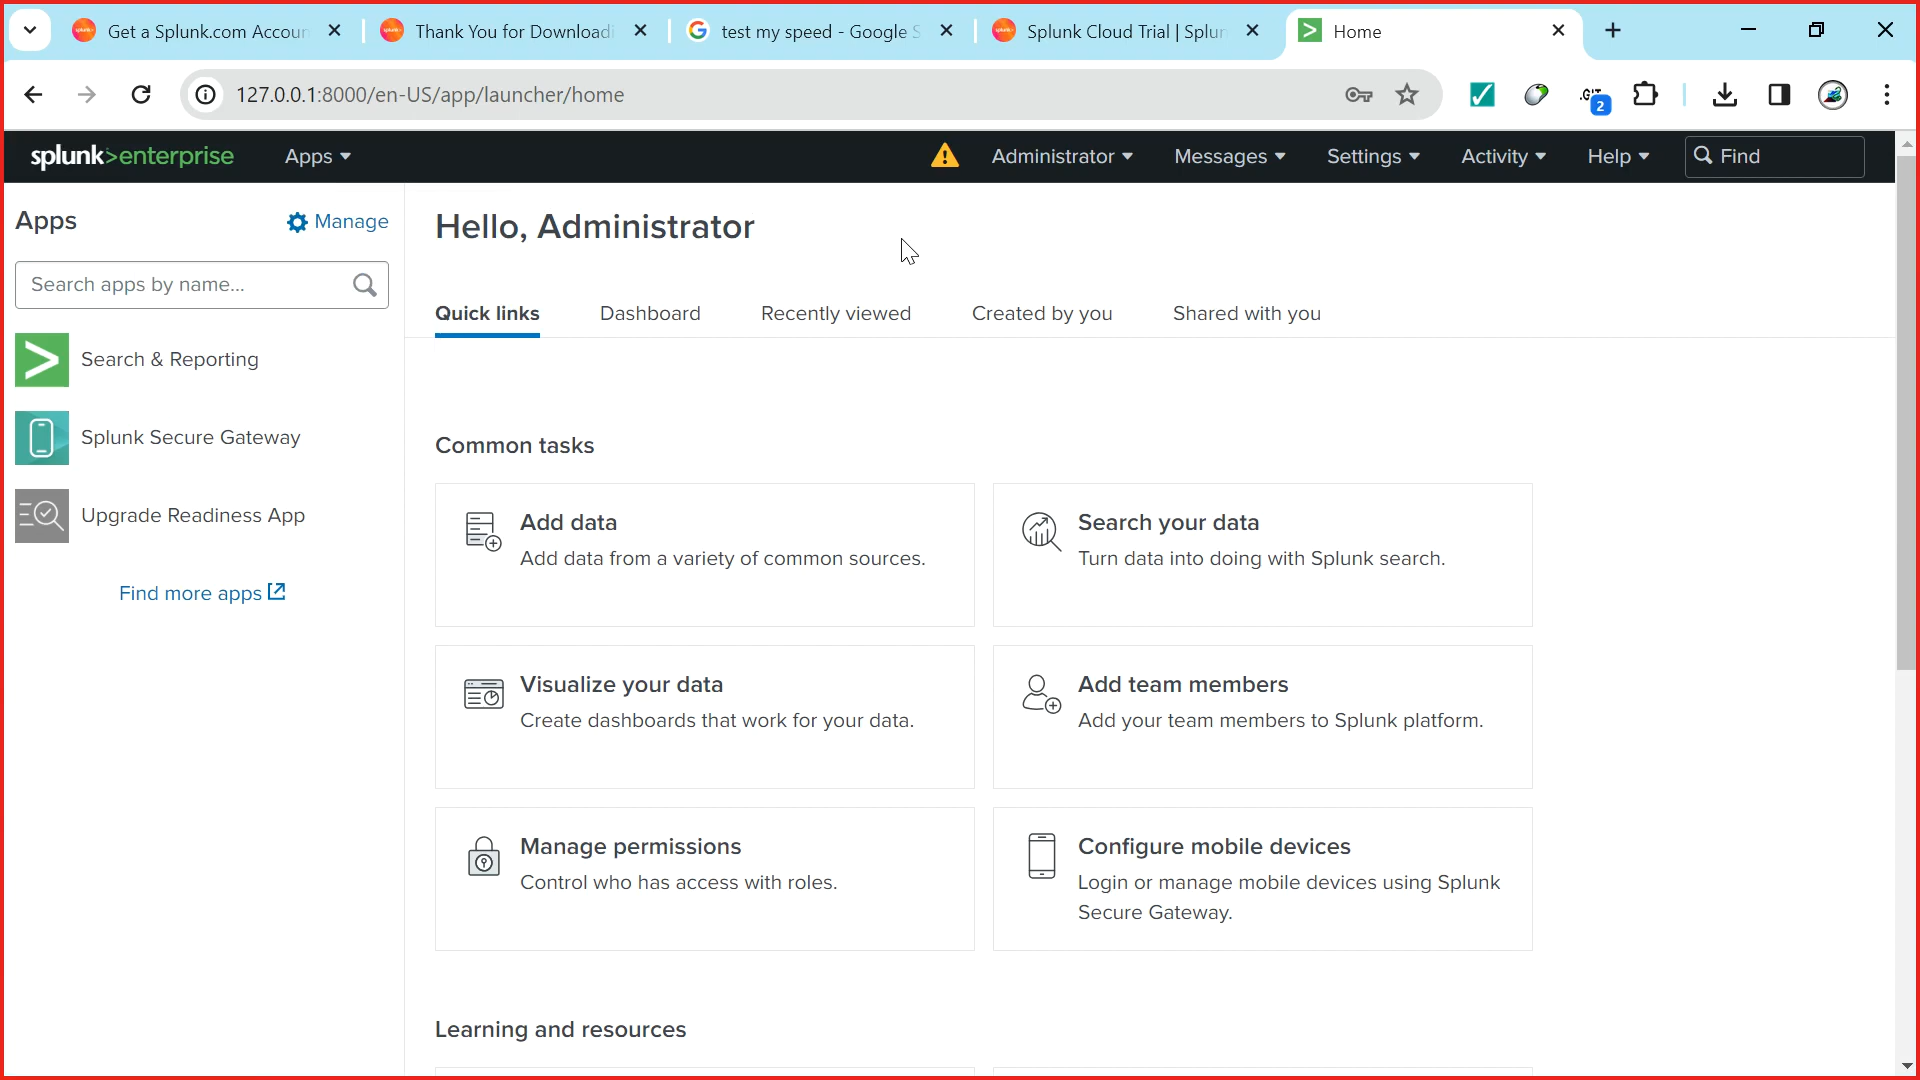 Get a Splunk.com Accoun
Thank You for Downloadi
test my speed - Google S
Splunk Cloud Trial | Splun
Home
127.0.0.1:8000/en-US/app/launcher/home
.GIT
2
splunk>enterprise
Apps
Administrator
Messages
Settings
Activity
Help
Find
Apps
Manage
Search apps by name...
Search & Reporting
Splunk Secure Gateway
Upgrade Readiness App
Find more apps
Hello, Administrator
Quick links
Dashboard
Recently viewed
Created by you
Shared with you
Common tasks
Add data
Add data from a variety of common sources.
Search your data
Turn data into doing with Splunk search.
Visualize your data
Create dashboards that work for your data.
Add team members
Add your team members to Splunk platform.
Manage permissions
Control who has access with roles.
Configure mobile devices
Login or manage mobile devices using Splunk
Secure Gateway.
Learning and resources